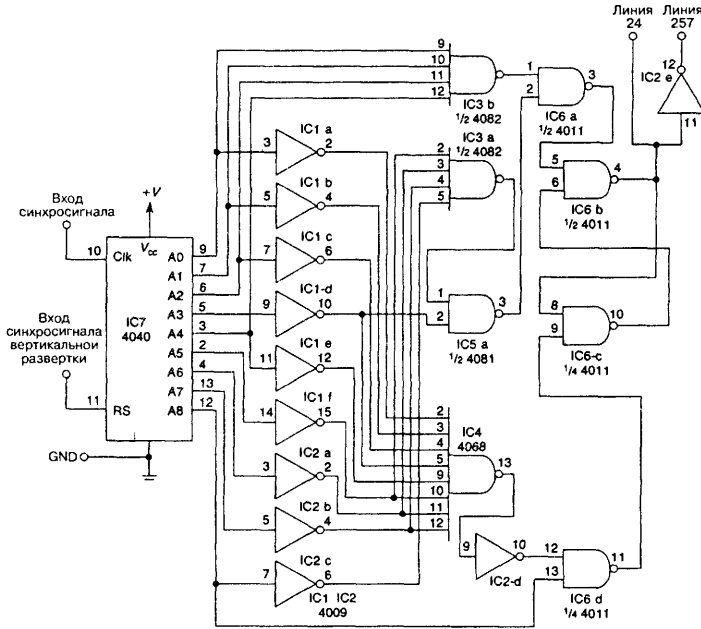 Линия 24
Линия 257
12
IC2 e
11
9
10
11
12
IC3 b
1/2 4082
1
2
3
IC6 a
1/2 4011
IC3 a
1/2 4082
2
3
4
5
5
6
4
IC6 b
1/2 4011
IC1 a
3
2
IC1 b
5
4
IC1 c
7
6
IC1-d
9
10
IC1 e
11
12
IC1 f
14
15
IC2 a
3
2
IC2 b
5
4
IC2 c
7
6
IC1 IC2
4009
Вход
синхросигнала
10
+V
Vcc
Clk
IC7
4040
Вход
синхросигнала
вертикальной
развертки
11
RS
GND
A0 9
A1 7
A2 6
A3 5
A4 3
A5 2
A6 4
A7 13
A8 12
1
2
3
IC5 a
1/2 4081
8
9
10
IC6-c
1/4 4011
2
3
4
5
9
10
11
12
IC4
4068
13
9
10
IC2-d
12
13
11
IC6 d
1/4 4011